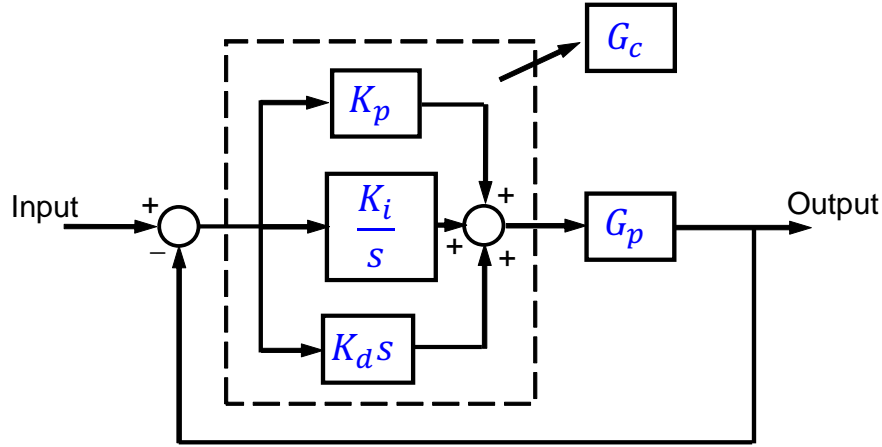 G_c
K_p
+
+
Input
−
K_i
s
+
+
G_p
Output
K_d s